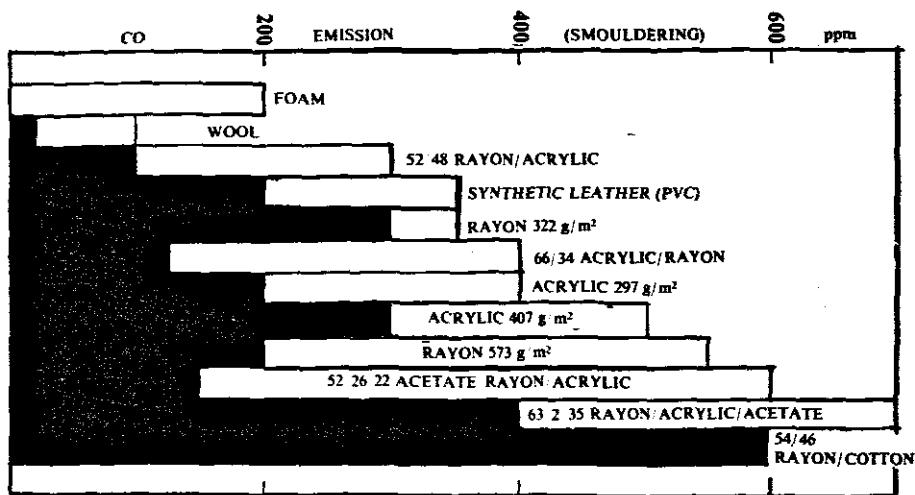 CO 200 EMISSION 400 (SMOULDERING) 600 ppm
FOAM
WOOL
52 48 RAYON/ACRYLIC
SYNTHETIC LEATHER (PVC)
RAYON 322 g/m²
66/34 ACRYLIC/RAYON
ACRYLIC 297 g/m²
ACRYLIC 407 g/m²
RAYON 573 g/m²
52 26 22 ACETATE RAYON/ACRYLIC
63 2 35 RAYON/ACRYLIC/ACETATE
54/46
RAYON/COTTON